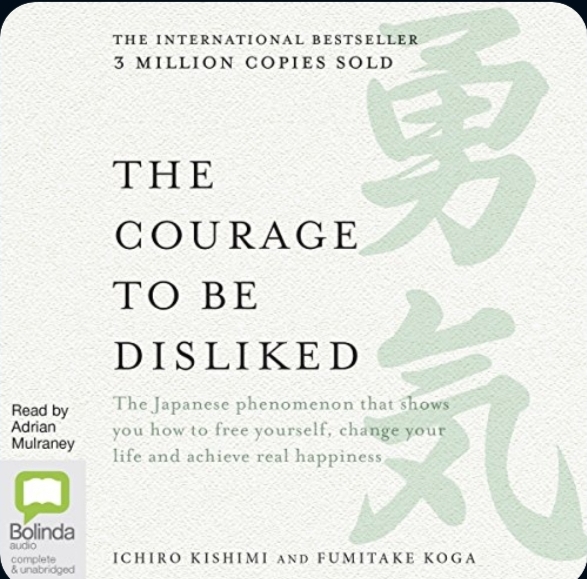 THE INTERNATIONAL BESTSELLER
3 MILLION COPIES SOLD
勇
気
THE
COURAGE
TO BE
DISLIKED
The Japanese phenomenon that shows
you how to free yourself, change your
life and achieve real happiness
Read by
Adrian
Mulraney
Bolinda
audio
complete
& unabridged
ICHIRO KISHIMI AND FUMITAKE KOGA